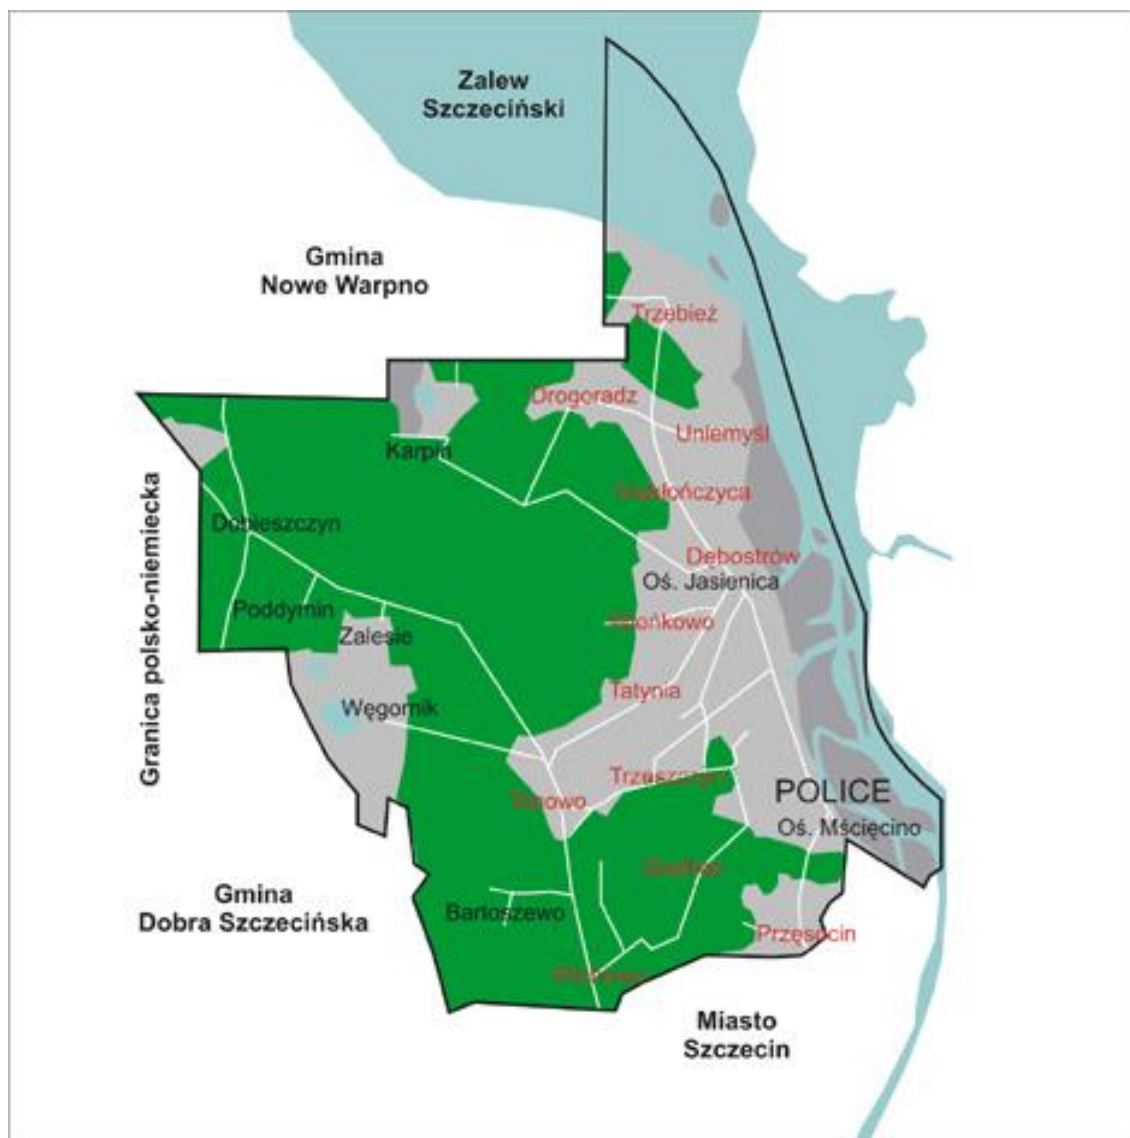 Zalew
Szczeciński
Gmina
Nowe Warpno
Trzebież
Drogoradz
Uniemyśl
Karpin
Granica polsko-niemiecka
Dobieszczyn
Dębostrów
Oś. Jasienica
Poddymin
Zalesie
Tatynia
Węgornik
POLICE
Oś. Mścięcino
Gmina
Dobra Szczecińska
Bartoszewo
Przęsocin
Miasto
Szczecin